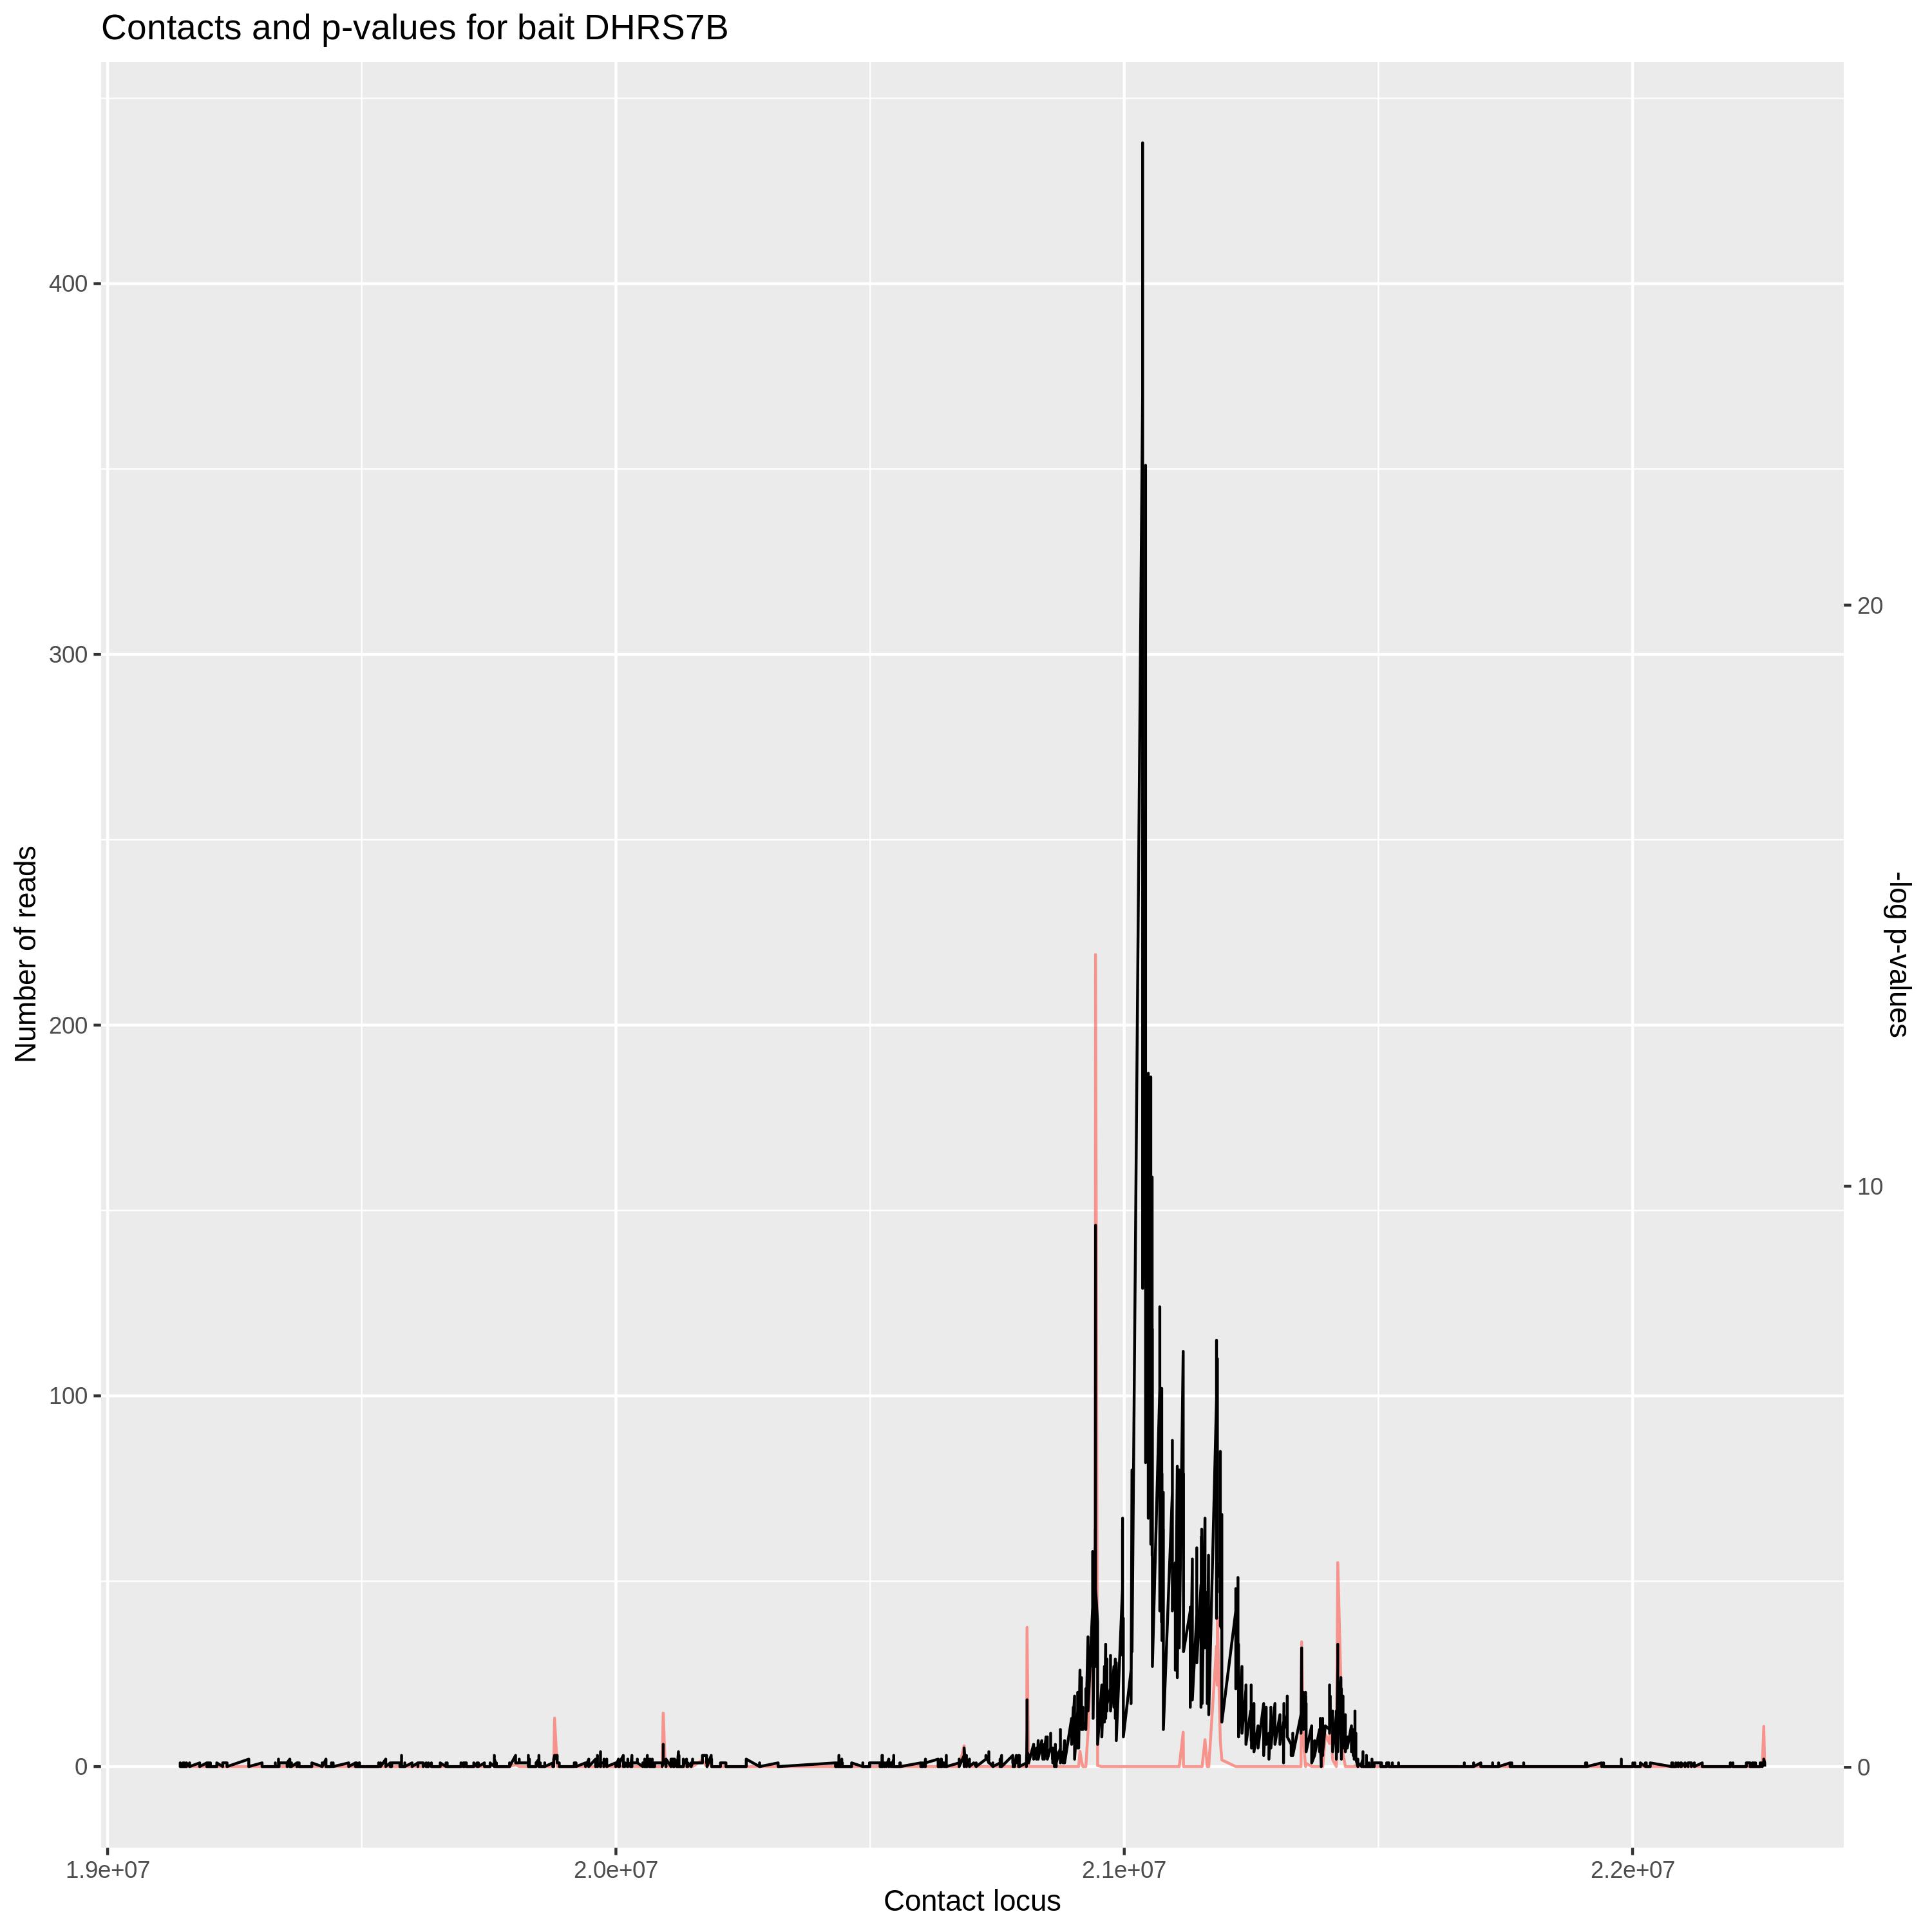 Contacts and p-values for bait DHRS7B
400
300
200
100
0
Number of reads
20
10
0
-log p-values
1.9e+07 2.0e+07 2.1e+07 2.2e+07
Contact locus